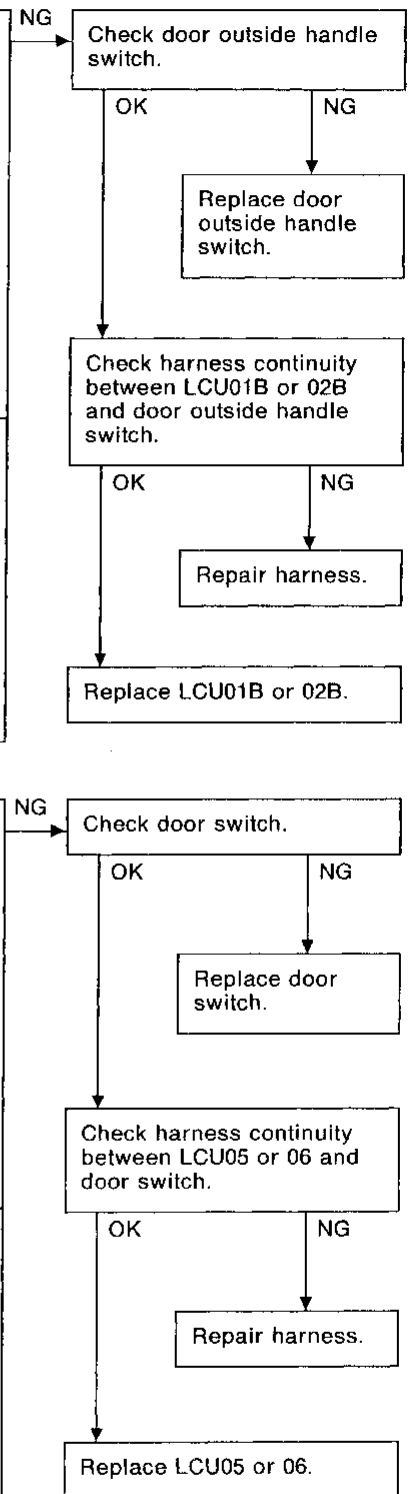 NG
Check door outside handle
switch.
OK
NG
Replace door
outside handle
switch.
Check harness continuity
between LCU01B or 02B
and door outside handle
switch.
OK
NG
Repair harness.
Replace LCU01B or 02B.
NG
Check door switch.
OK
NG
Replace door
switch.
Check harness continuity
between LCU05 or 06 and
door switch.
OK
NG
Repair harness.
Replace LCU05 or 06.